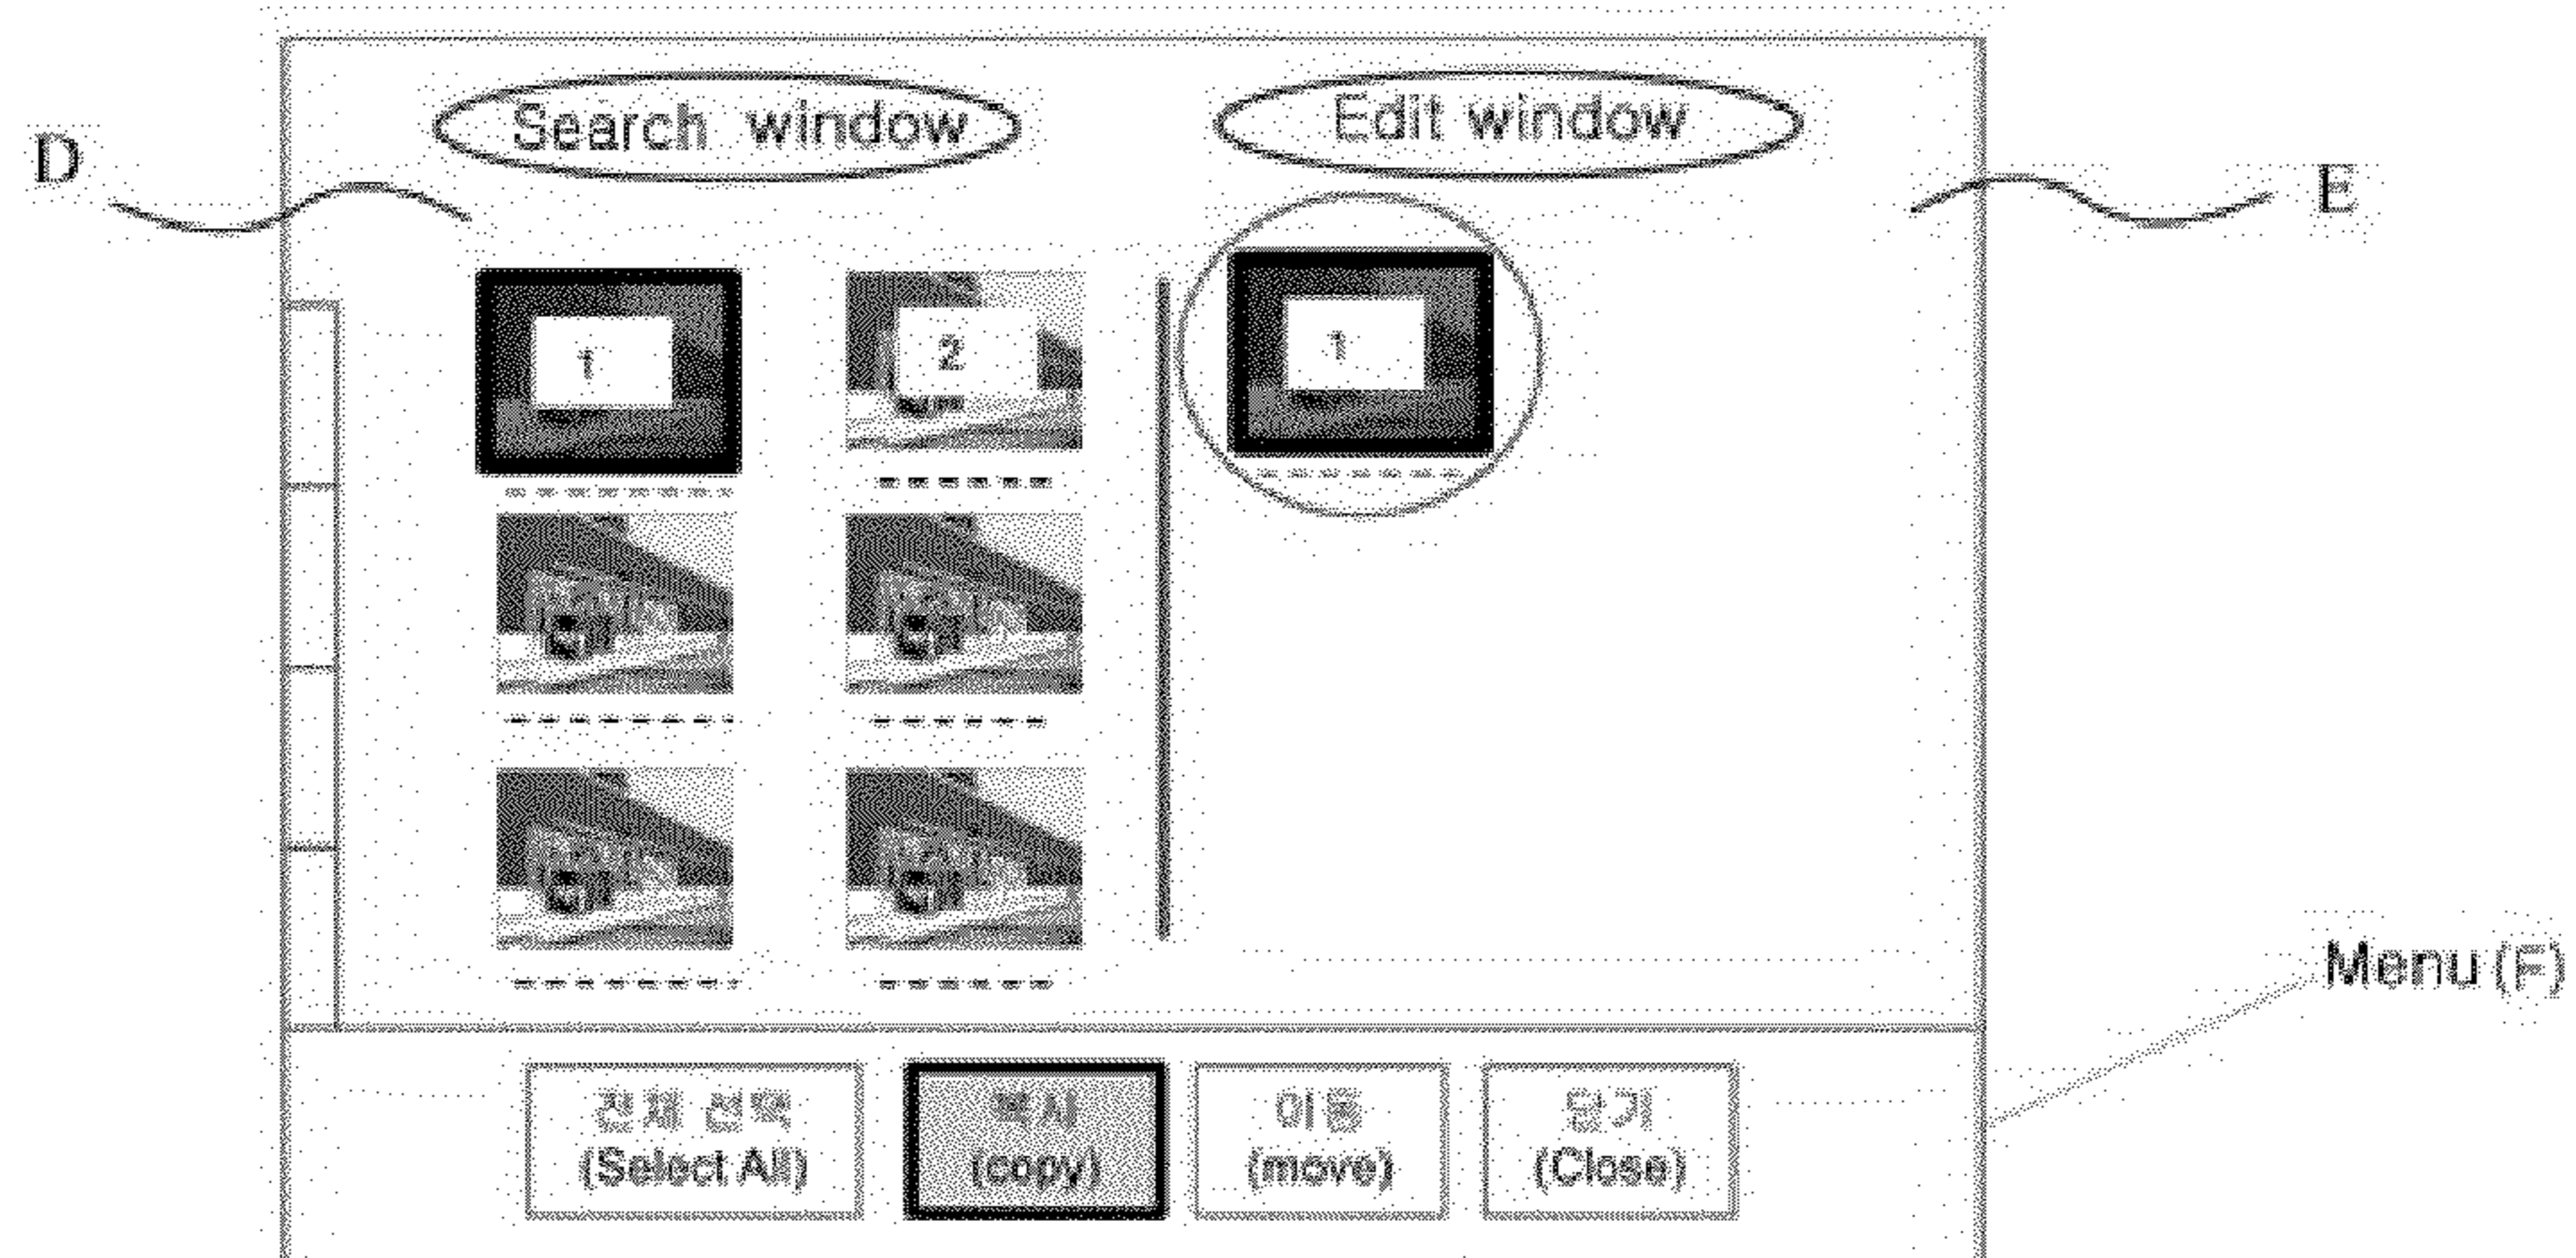 Search window
Edit window
D
E
1
2
1
Menu (F)
전체 선택
(Select All)
복사
(copy)
이동
(move)
닫기
(Close)